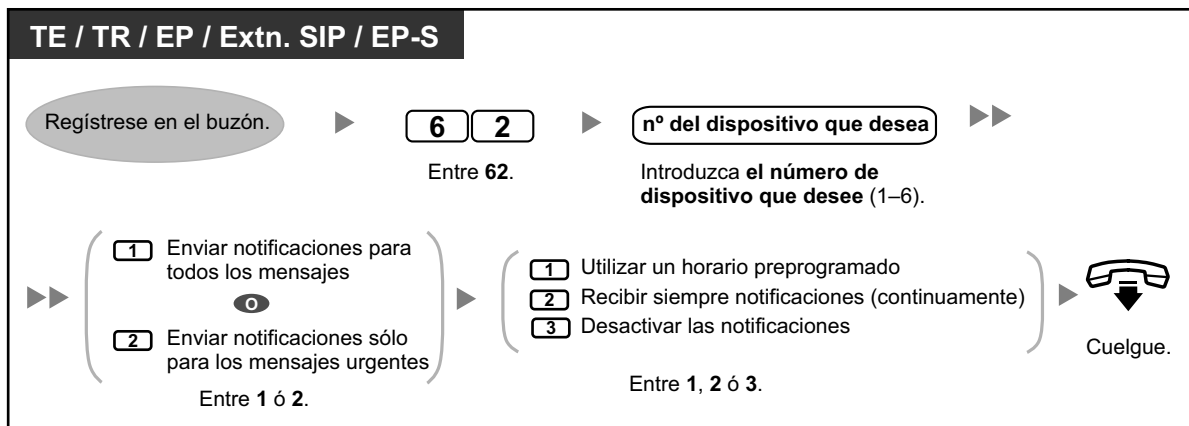 TE / TR / EP / Extn. SIP / EP-S
Regístrese en el buzón.
6 2
Entre 62.
nº del dispositivo que desea
Introduzca el número de
dispositivo que desee (1–6).
1 Enviar notificaciones para
todos los mensajes
O
2 Enviar notificaciones sólo
para los mensajes urgentes
Entre 1 ó 2.
1 Utilizar un horario preprogramado
2 Recibir siempre notificaciones (continuamente)
3 Desactivar las notificaciones
Entre 1, 2 ó 3.
Cuelgue.